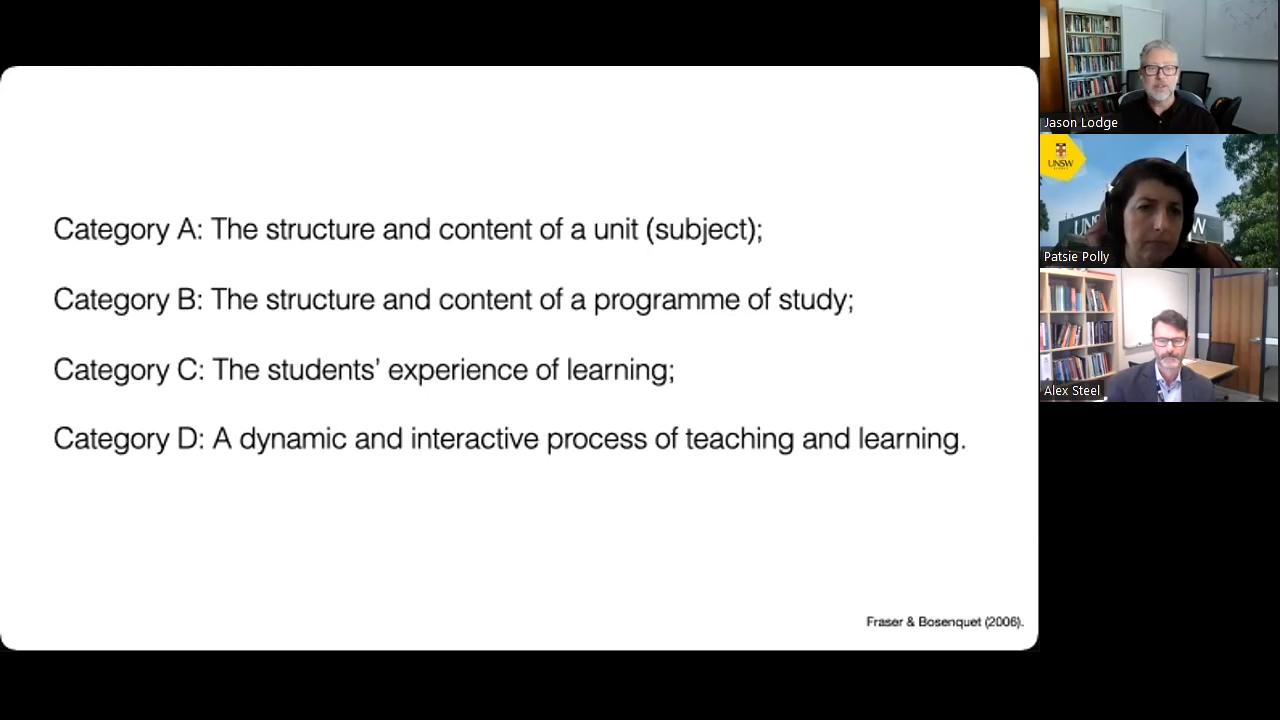 Category A: The structure and content of a unit (subject);
Category B: The structure and content of a programme of study;
Category C: The students’ experience of learning;
Category D: A dynamic and interactive process of teaching and learning.
Fraser & Bosenquet (2006).
Jason Lodge
UNSW
Patsie Polly
Alex Steel